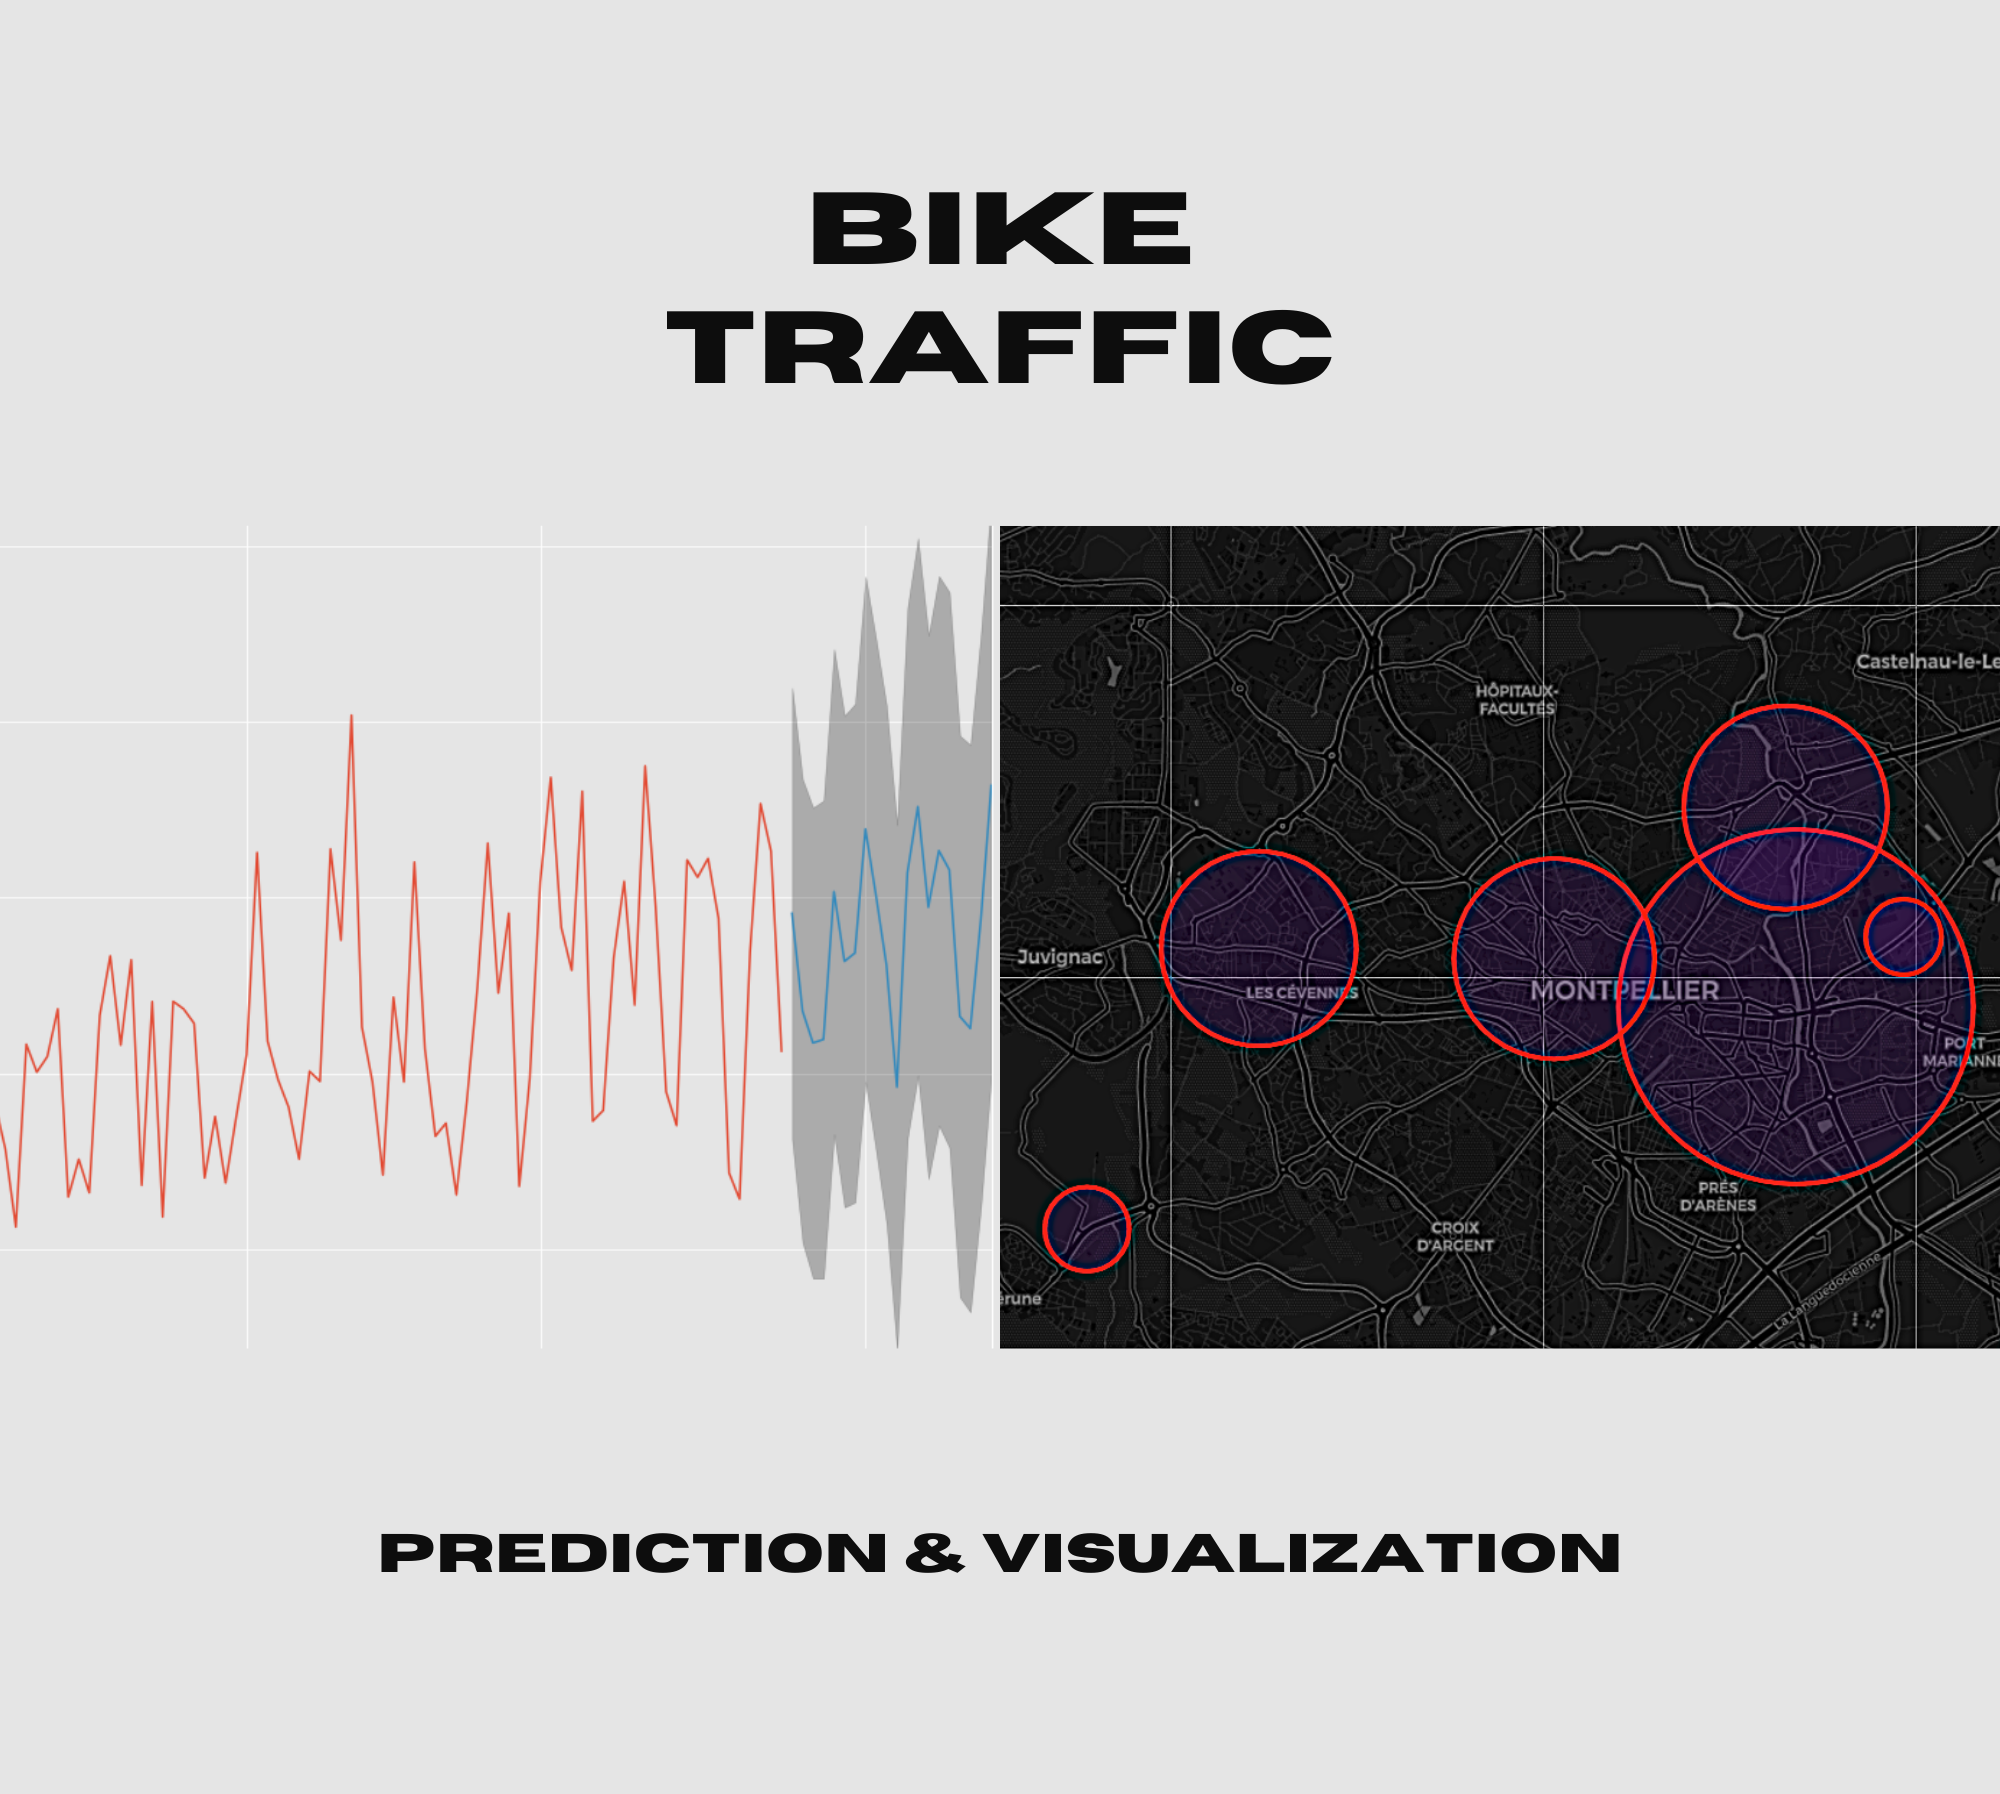 BIKE
TRAFFIC
Castelnau-le-Le
HÔPITAUX-
FACULTÉS
Juvignac
LES CÉVENNES
MONTPELLIER
PORT
MARIANNE
PRÉS
D'ARÈNES
CROIX
D'ARGENT
La Languedocienne
erune
PREDICTION & VISUALIZATION